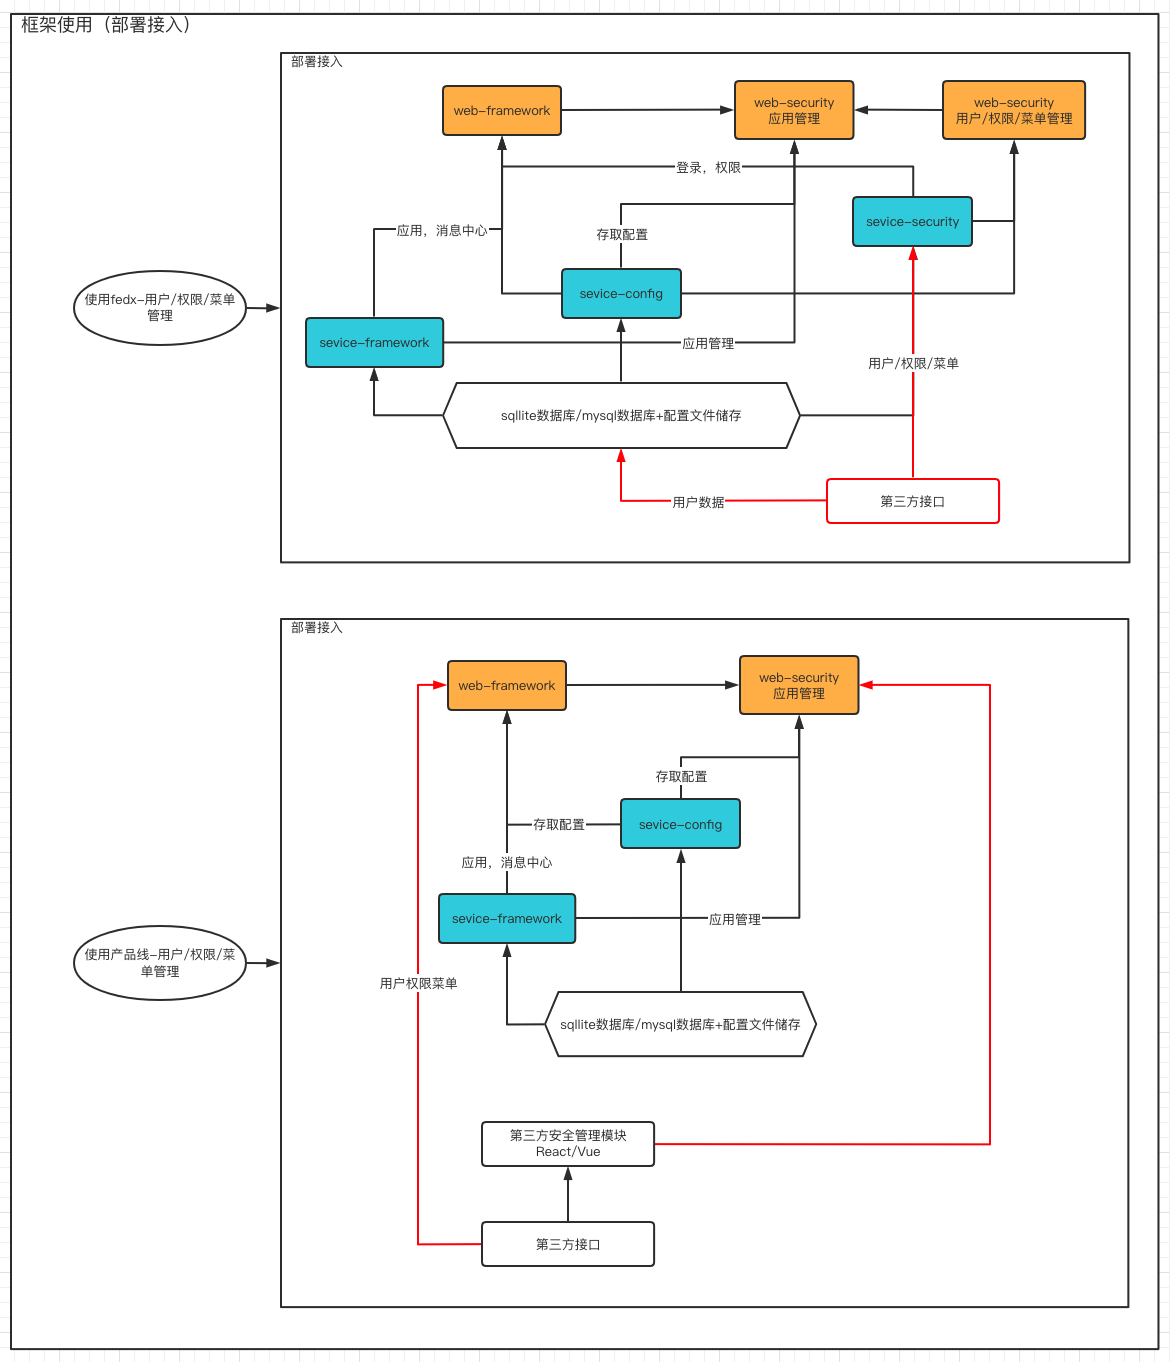 框架使用（部署接入）
部署接入
web-framework
web-security
应用管理
web-security
用户/权限/菜单管理
登录，权限
sevice-security
应用，消息中心
存取配置
sevice-config
使用fedx-用户/权限/菜单
管理
sevice-framework
应用管理
用户/权限/菜单
sqllite数据库/mysql数据库+配置文件储存
用户数据
第三方接口
部署接入
web-framework
web-security
应用管理
存取配置
存取配置
sevice-config
应用，消息中心
sevice-framework
应用管理
使用产品线-用户/权限/菜
单管理
用户权限菜单
sqllite数据库/mysql数据库+配置文件储存
第三方安全管理模块
React/Vue
第三方接口